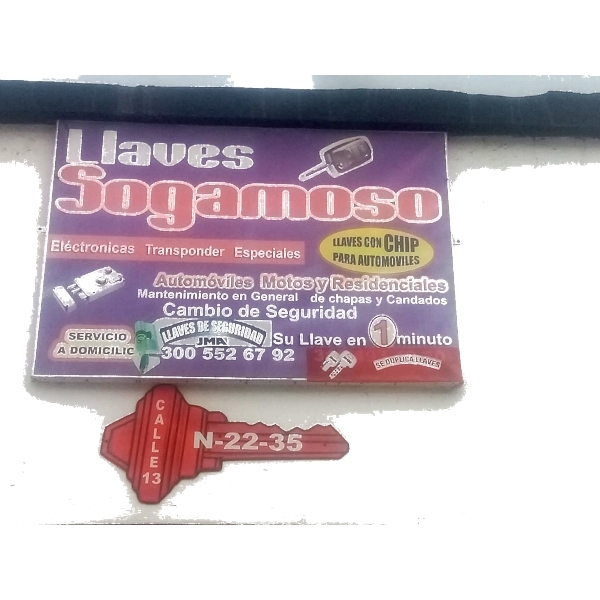 Llaves
Sogamoso
Eléctronicas Transponder Especiales
LLAVES CON CHIP
PARA AUTOMOVILES
Automóviles Motos y Residenciales
Mantenimiento en General de chapas y Candados
Cambio de Seguridad
SERVICIO
A DOMICILIO
LLAVES DE SEGURIDAD
JMA
Su Llave en 1 minuto
300 552 67 92
SE DUPLICA LLAVES
CALLE 13
N-22-35